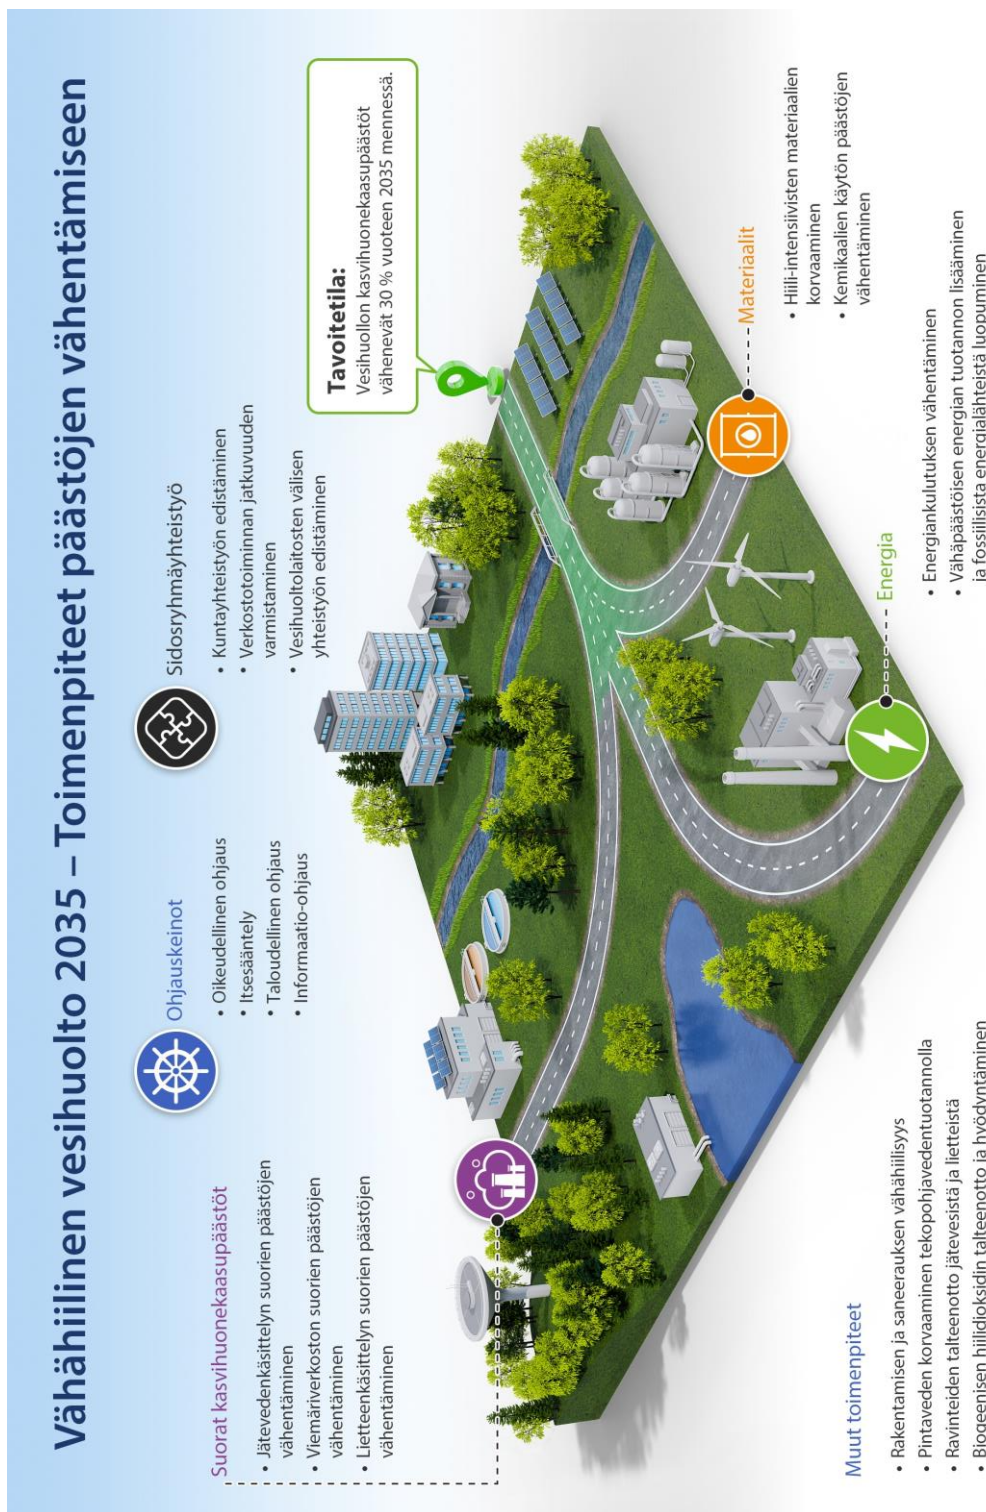 Vähähiilinen vesihuolto 2035 – Toimenpiteet päästöjen vähentämiseen
Suorat kasvihuonekaasupäästöt
• Jätevedenkäsittelyn suorien päästöjen
vähentäminen
• Viemäriverkoston suorien päästöjen
vähentäminen
• Lietteenkäsittelyn suorien päästöjen
vähentäminen
Ohjauskeinot
• Oikeudellinen ohjaus
• Itsesääntely
• Taloudellinen ohjaus
• Informaatio-ohjaus
Sidosryhmäyhteistyö
• Kuntayhteistyön edistäminen
• Verkostotoiminnan jatkuvuuden
varmistaminen
• Vesihuoltolaitosten välisen
yhteistyön edistäminen
Tavoitetila:
Vesihuollon kasvihuonekaasupäästöt
vähenevät 30 % vuoteen 2035 mennessä.
Materiaalit
• Hiili-intensiivisten materiaalien
korvaaminen
• Kemikaalien käytön päästöjen
vähentäminen
Energia
• Energiankulutuksen vähentäminen
• Vähäpäästöisen energian tuotannon lisääminen
ja fossiilisista energialähteistä luopuminen
Muut toimenpiteet
• Rakentamisen ja saneerauksen vähähiilisyys
• Pintaveden korvaaminen tekopohjavedentuotannolla
• Ravinteiden talteenotto jätevesistä ja lietteistä
• Biogeenisen hiilidioksidin talteenotto ja hyödyntäminen